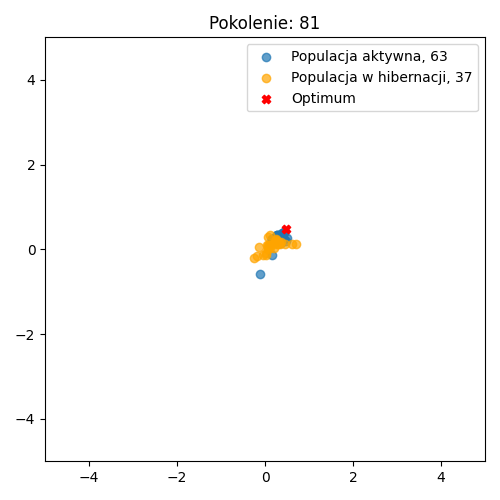 Pokolenie: 81
Populacja aktywna, 63
Populacja w hibernacji, 37
Optimum
4
2
0
−2
−4
−4
−2
0
2
4